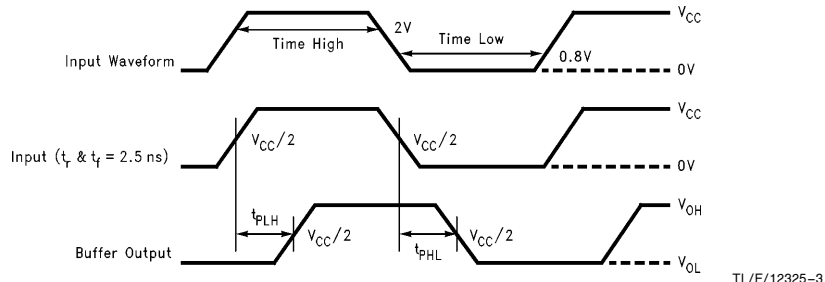 V_CC
2V
Time High
Time Low
Input Waveform
0.8V
0V
V_CC
V_CC/2
V_CC/2
Input (t_r & t_f = 2.5 ns)
0V
t_PLH
V_OH
V_CC/2
V_CC/2
Buffer Output
t_PHL
V_OL
TL/F/12325–3